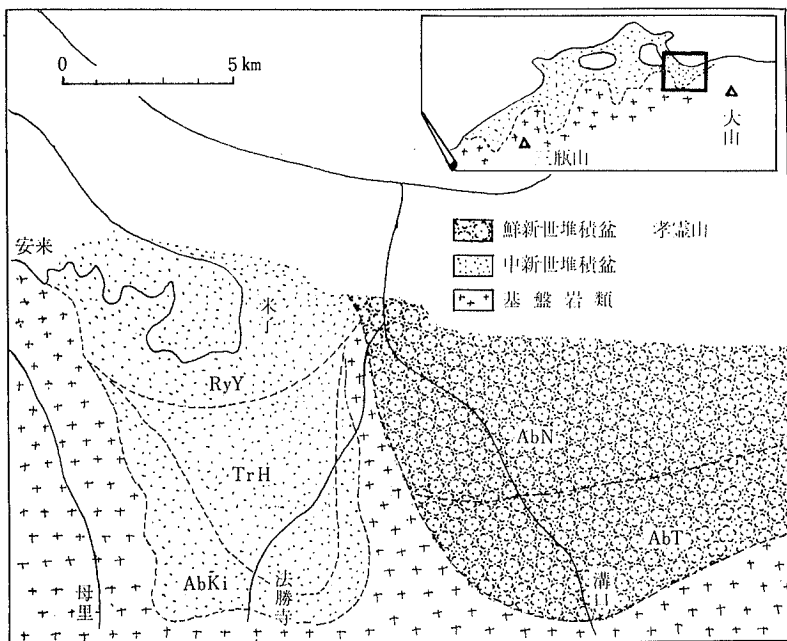 0 5 km
大山
三瓶山
鮮新世堆積盆 孝霊山
中新世堆積盆
基盤岩類
安来
米子
RyY
TrH
AbKi
AbN
AbT
母里
法勝寺
溝口